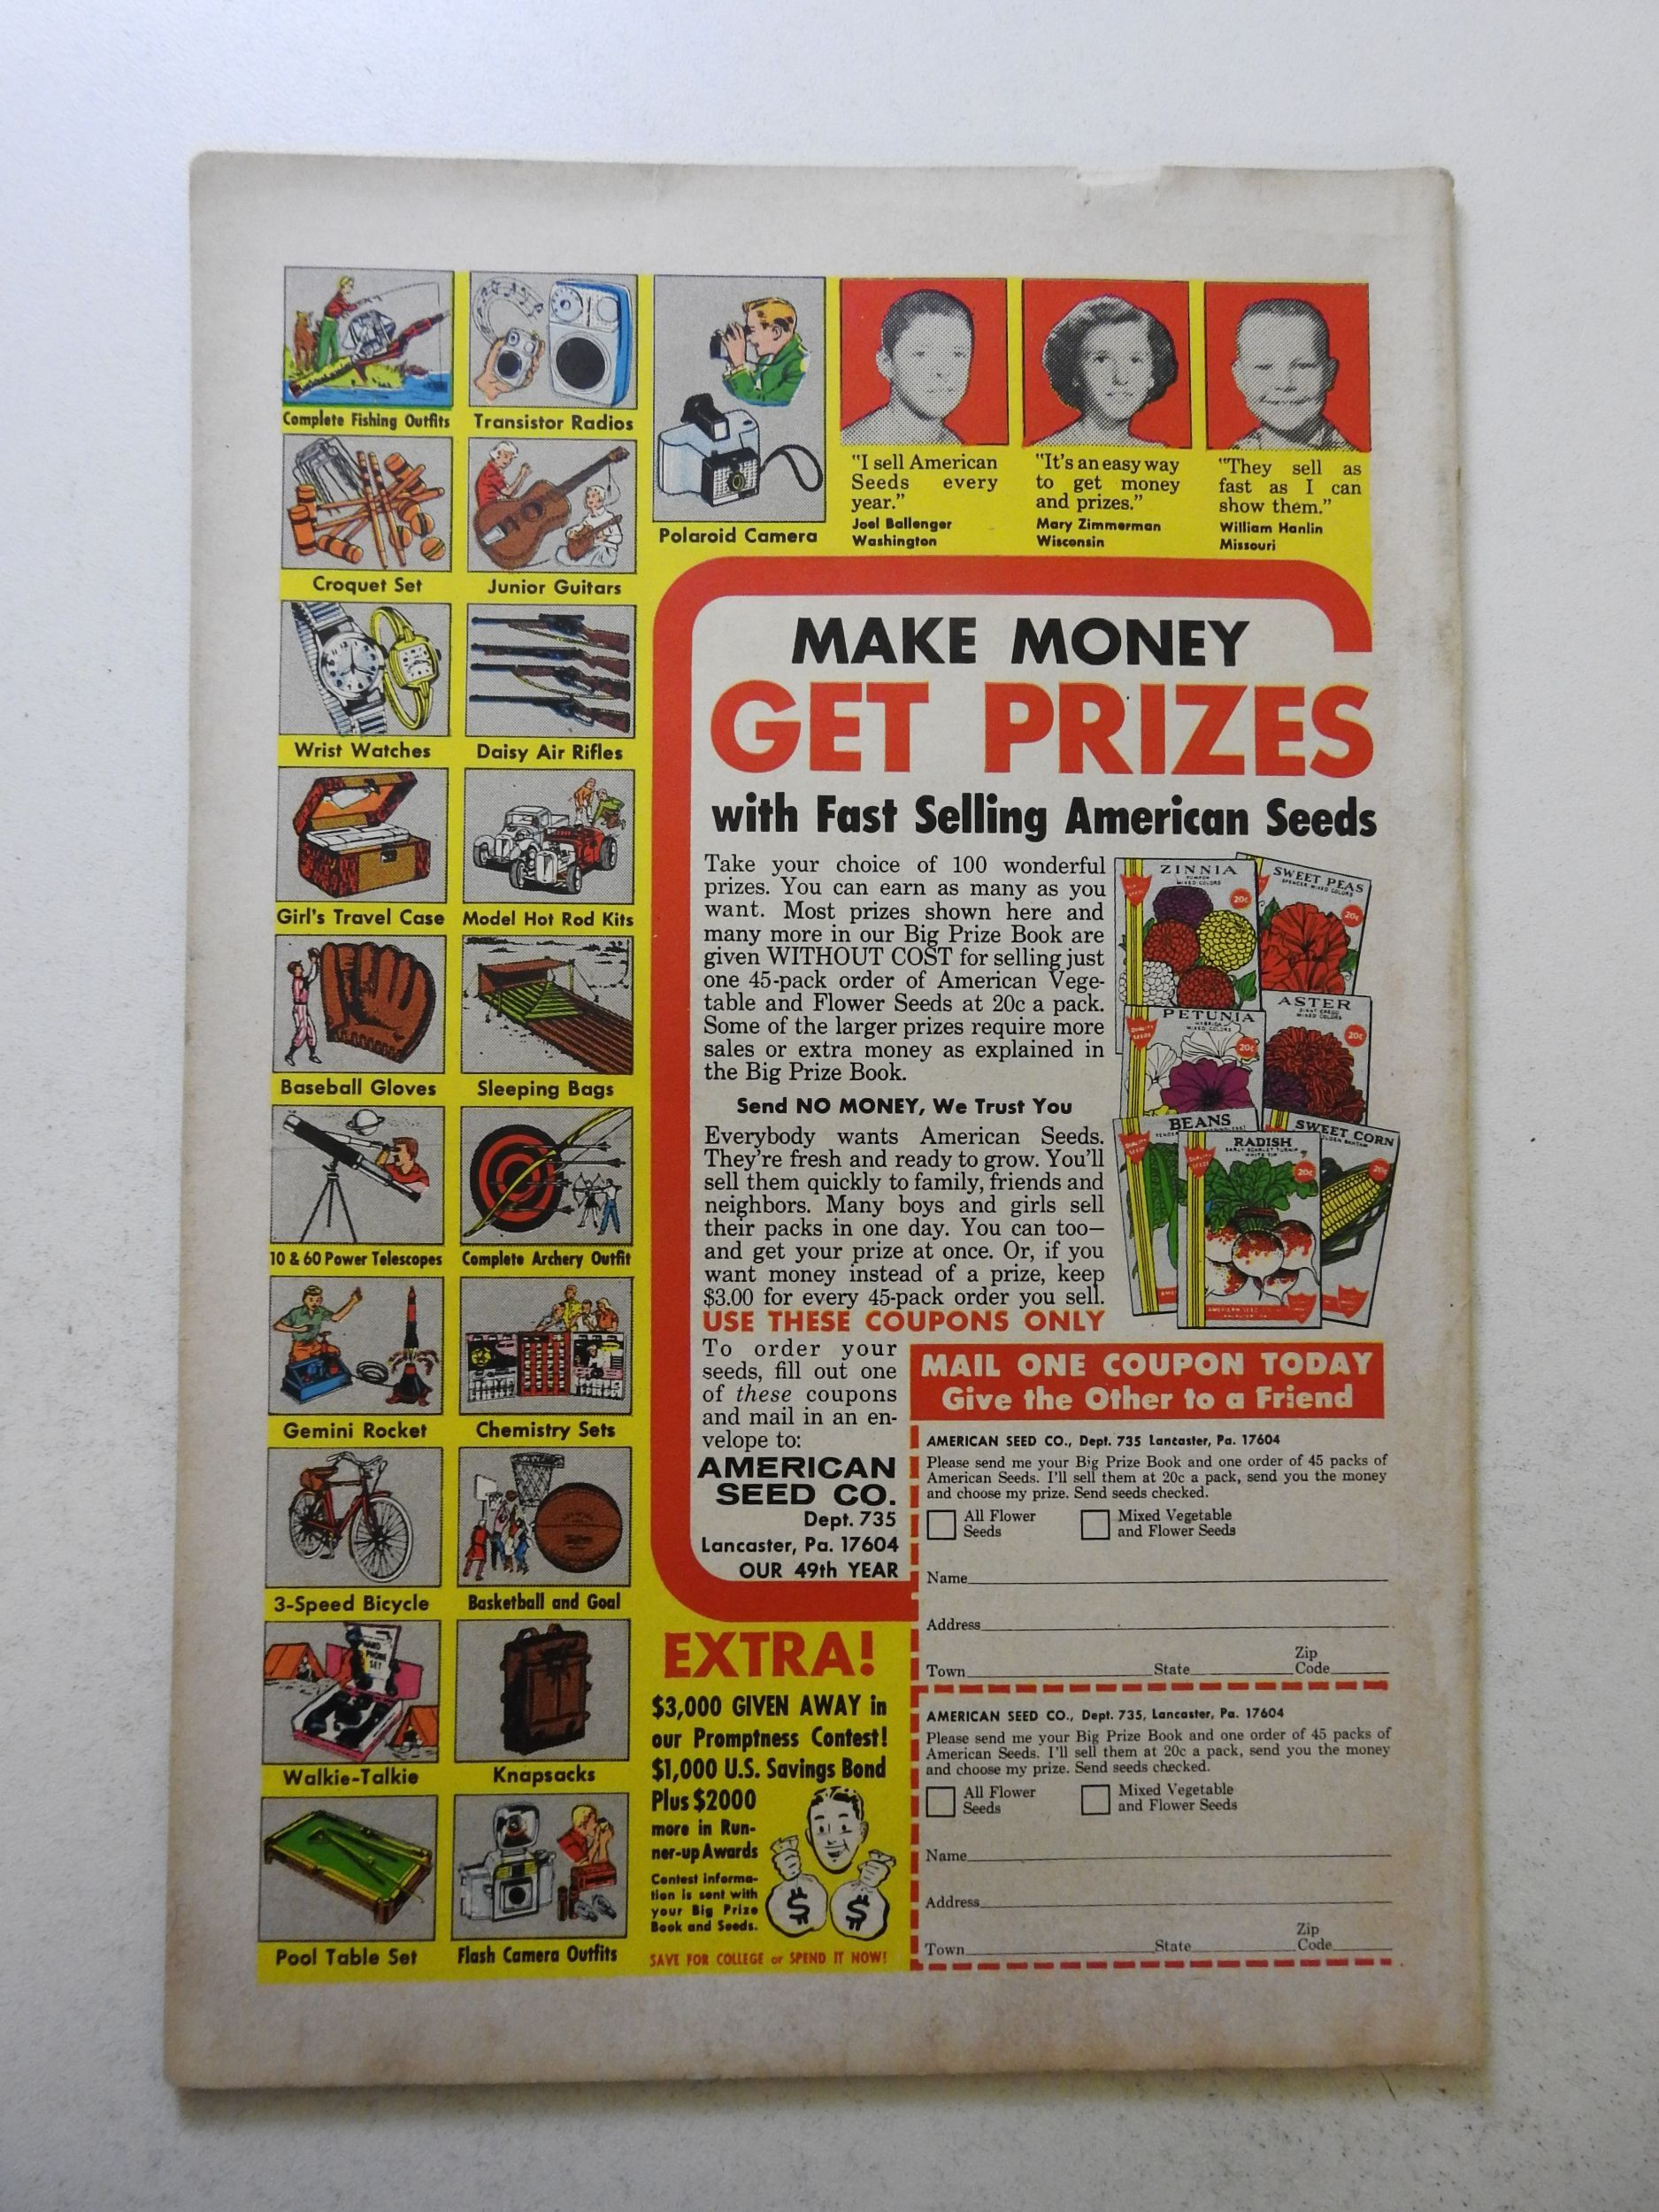 Complete Fishing Outfits
Transistor Radios
Croquet Set
Junior Guitars
Polaroid Camera
Wrist Watches
Daisy Air Rifles
Girl's Travel Case
Model Hot Rod Kits
Baseball Gloves
Sleeping Bags
10 & 60 Power Telescopes
Complete Archery Outfit
Gemini Rocket
Chemistry Sets
3-Speed Bicycle
Basketball and Goal
HAND
PHONE
SET
Walkie-Talkie
Knapsacks
Pool Table Set
Flash Camera Outfits
"I sell American
Seeds every
year."
Joel Ballenger
Washington
"It's an easy way
to get money
and prizes."
Mary Zimmerman
Wisconsin
"They sell as
fast as I can
show them."
William Hanlin
Missouri
MAKE MONEY
GET PRIZES
with Fast Selling American Seeds
Take your choice of 100 wonderful
prizes. You can earn as many as you
want. Most prizes shown here and
many more in our Big Prize Book are
given WITHOUT COST for selling just
one 45-pack order of American Vege-
table and Flower Seeds at 20c a pack.
Some of the larger prizes require more
sales or extra money as explained in
the Big Prize Book.
Send NO MONEY, We Trust You
Everybody wants American Seeds.
They're fresh and ready to grow. You'll
sell them quickly to family, friends and
neighbors. Many boys and girls sell
their packs in one day. You can too—
and get your prize at once. Or, if you
want money instead of a prize, keep
$3.00 for every 45-pack order you sell.
USE THESE COUPONS ONLY
To order your
seeds, fill out one
of these coupons
and mail in an en-
velope to:
AMERICAN
SEED CO.
Dept. 735
Lancaster, Pa. 17604
OUR 49th YEAR
ZINNIA
MIXED COLORS
20¢
SWEET PEAS
SPENCER MIXED COLORS
20¢
PETUNIA
MIXED COLORS
20¢
ASTER
MIXED COLORS
20¢
BEANS
SWEET CORN
20¢
RADISH
20¢
MAIL ONE COUPON TODAY
Give the Other to a Friend
AMERICAN SEED CO., Dept. 735 Lancaster, Pa. 17604
Please send me your Big Prize Book and one order of 45 packs of
American Seeds. I'll sell them at 20c a pack, send you the money
and choose my prize. Send seeds checked.
All Flower Seeds
Mixed Vegetable and Flower Seeds
Name
Address
Town State Zip Code
AMERICAN SEED CO., Dept. 735, Lancaster, Pa. 17604
Please send me your Big Prize Book and one order of 45 packs of
American Seeds. I'll sell them at 20c a pack, send you the money
and choose my prize. Send seeds checked.
All Flower Seeds
Mixed Vegetable and Flower Seeds
Name
Address
Town State Zip Code
EXTRA!
$3,000 GIVEN AWAY in
our Promptness Contest!
$1,000 U.S. Savings Bond
Plus $2000
more in Run-
ner-up Awards
Contest informa-
tion is sent with
your Big Prize
Book and Seeds.
$ $
SAVE FOR COLLEGE or SPEND IT NOW!